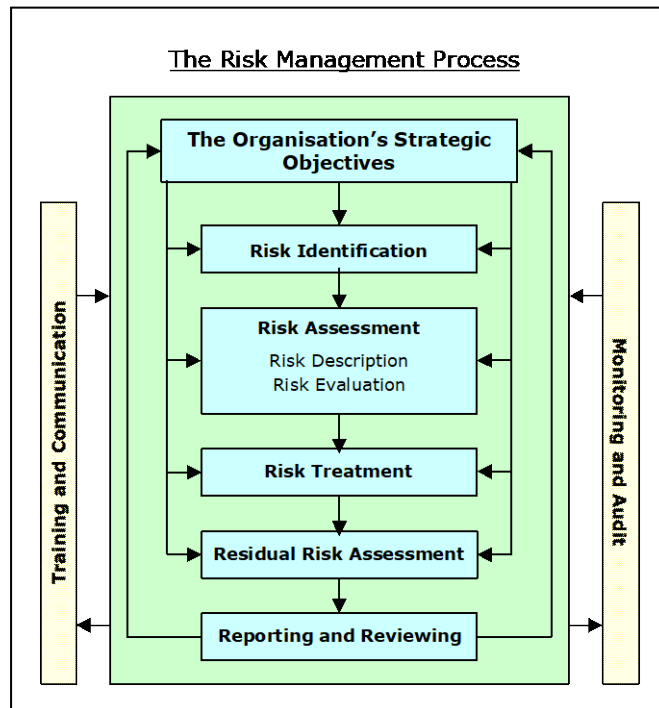 The Risk Management Process
The Organisation's Strategic
Objectives
Risk Identification
Risk Assessment
Risk Description
Risk Evaluation
Risk Treatment
Residual Risk Assessment
Reporting and Reviewing
Training and Communication
Monitoring and Audit